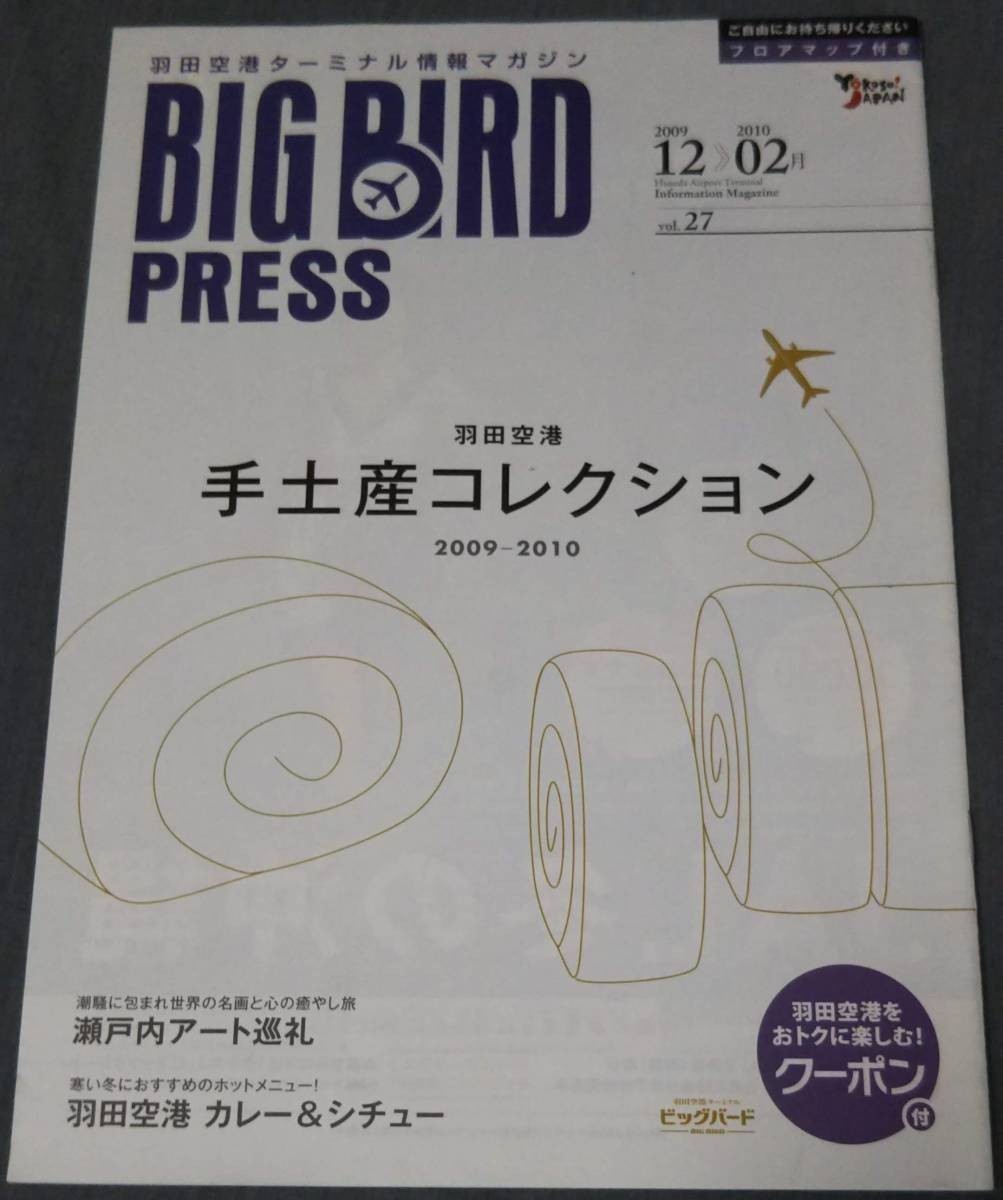 ご自由にお持ち帰りください
フロアマップ付き
羽田空港ターミナル情報マガジン
BIG BIRD
PRESS
Yokoso!
JAPAN
2009 2010
12 》 02月
Haneda Airport Terminal
Information Magazine
vol. 27
羽田空港
手土産コレクション
2009-2010
潮騒に包まれ世界の名画と心の癒やし旅
瀬戸内アート巡礼
寒い冬におすすめのホットメニュー!
羽田空港 カレー&シチュー
羽田空港ターミナル
ビッグバード
BIG BIRD
羽田空港を
おトクに楽しむ!
クーポン
付